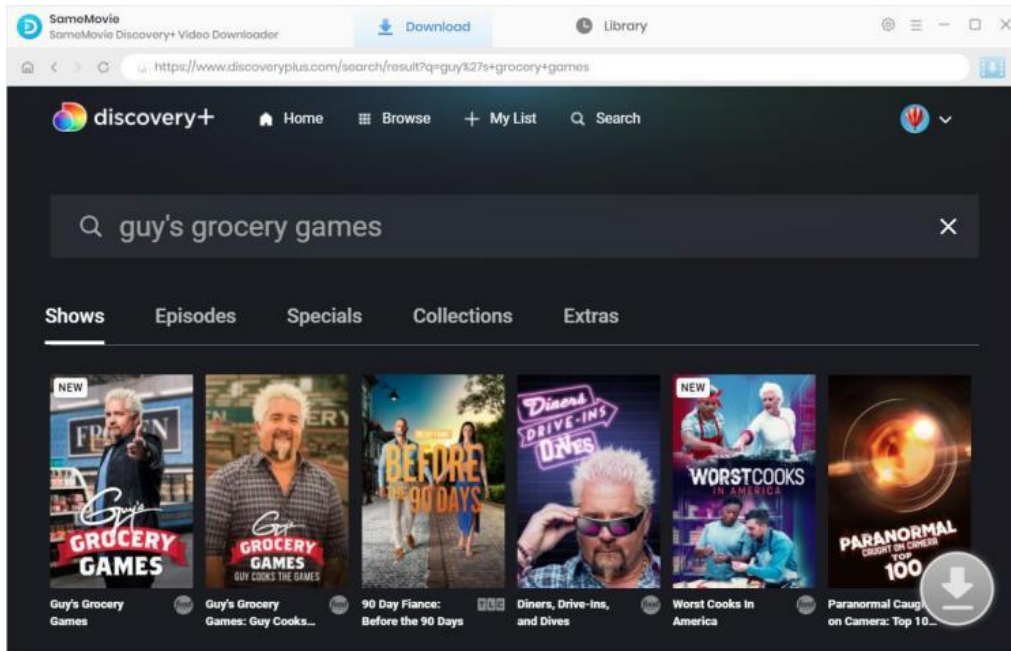 SameMovie
SameMovie Discovery+ Video Downloader
Download
Library
https://www.discoveryplus.com/search/result?q=guy%27s+grocery+games
discovery+
Home
Browse
My List
Search
guy's grocery games
Shows
Episodes
Specials
Collections
Extras
NEW
FROZEN
Guy's
GROCERY
GAMES
Guy's
GROCERY
GAMES
GUY COOKS THE GAMES
BEFORE
THE 90 DAYS
Diners
DRIVE-INS
DIVES
NEW
WORST COOKS
IN AMERICA
PARANORMAL
CAUGHT ON CAMERA
TOP
100
Guy's Grocery
Games
Guy's Grocery
Games: Guy Cooks...
90 Day Fiance:
Before the 90 Days
TLC
Diners, Drive-Ins,
and Dives
Worst Cooks In
America
Paranormal Caug
on Camera: Top 10...